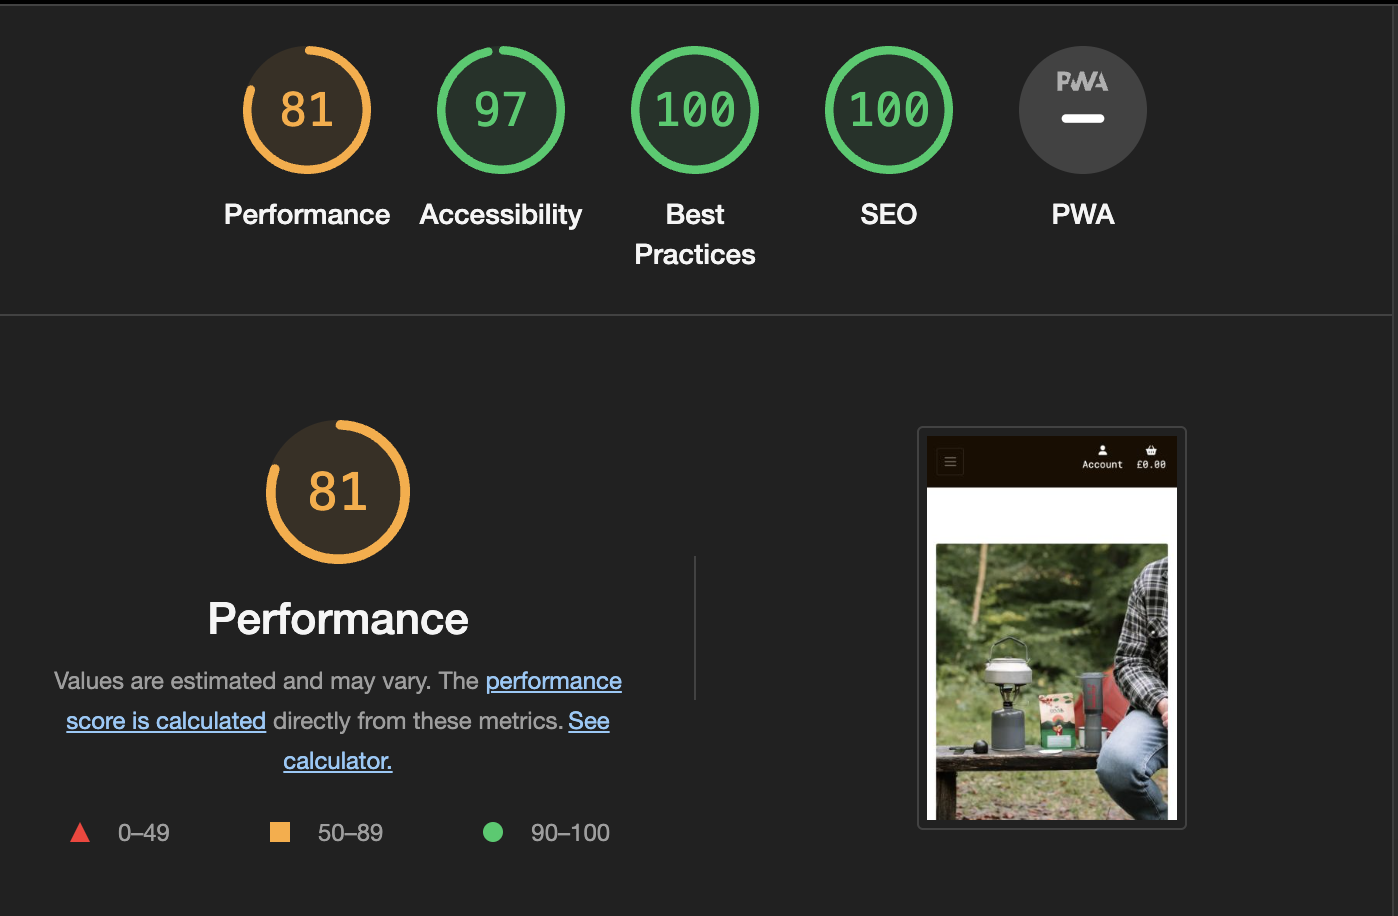 81
97
100
100
PWA
Performance
Accessibility
Best
Practices
SEO
PWA
81
Performance
Values are estimated and may vary. The performance
score is calculated directly from these metrics. See
calculator.
0–49
50–89
90–100
Account
£0.00